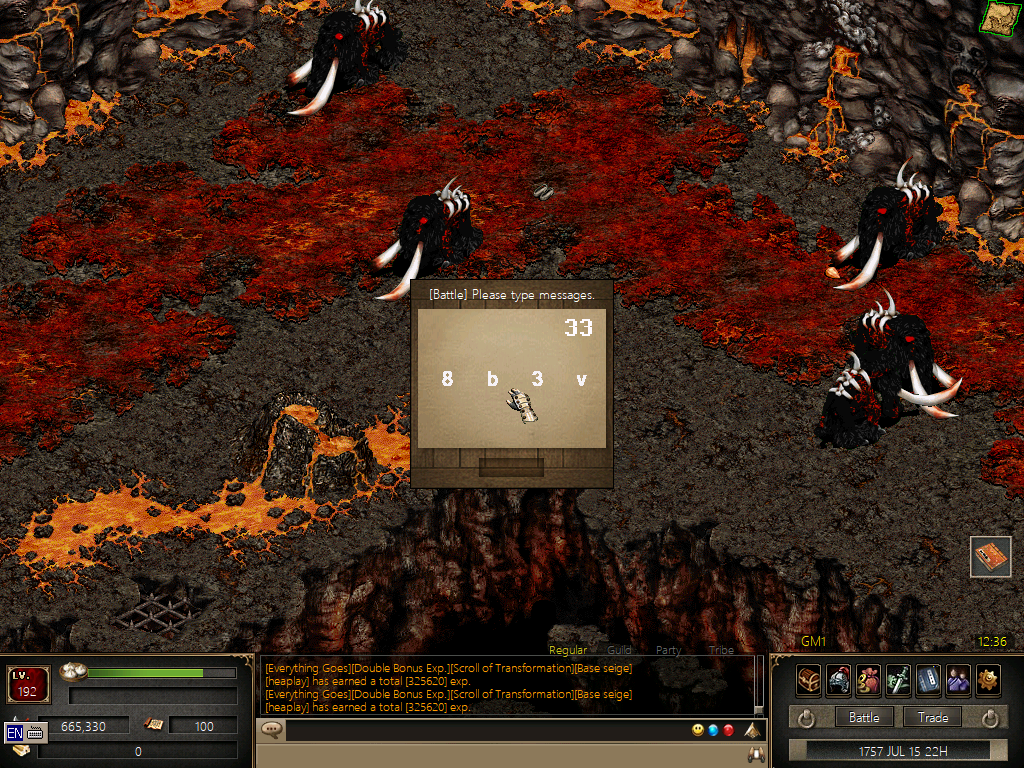 [Battle] Please type messages.
33
8 b 3 v
GM1 12:36
Regular Guild Party Tribe
[Everything Goes][Double Bonus Exp.][Scroll of Transformation][Base seige]
[heaplay] has earned a total [325620] exp.
[Everything Goes][Double Bonus Exp.][Scroll of Transformation][Base seige]
[heaplay] has earned a total [325620] exp.
LV.
192
665,330 100
EN
0
Battle Trade
1757 JUL 15 22H